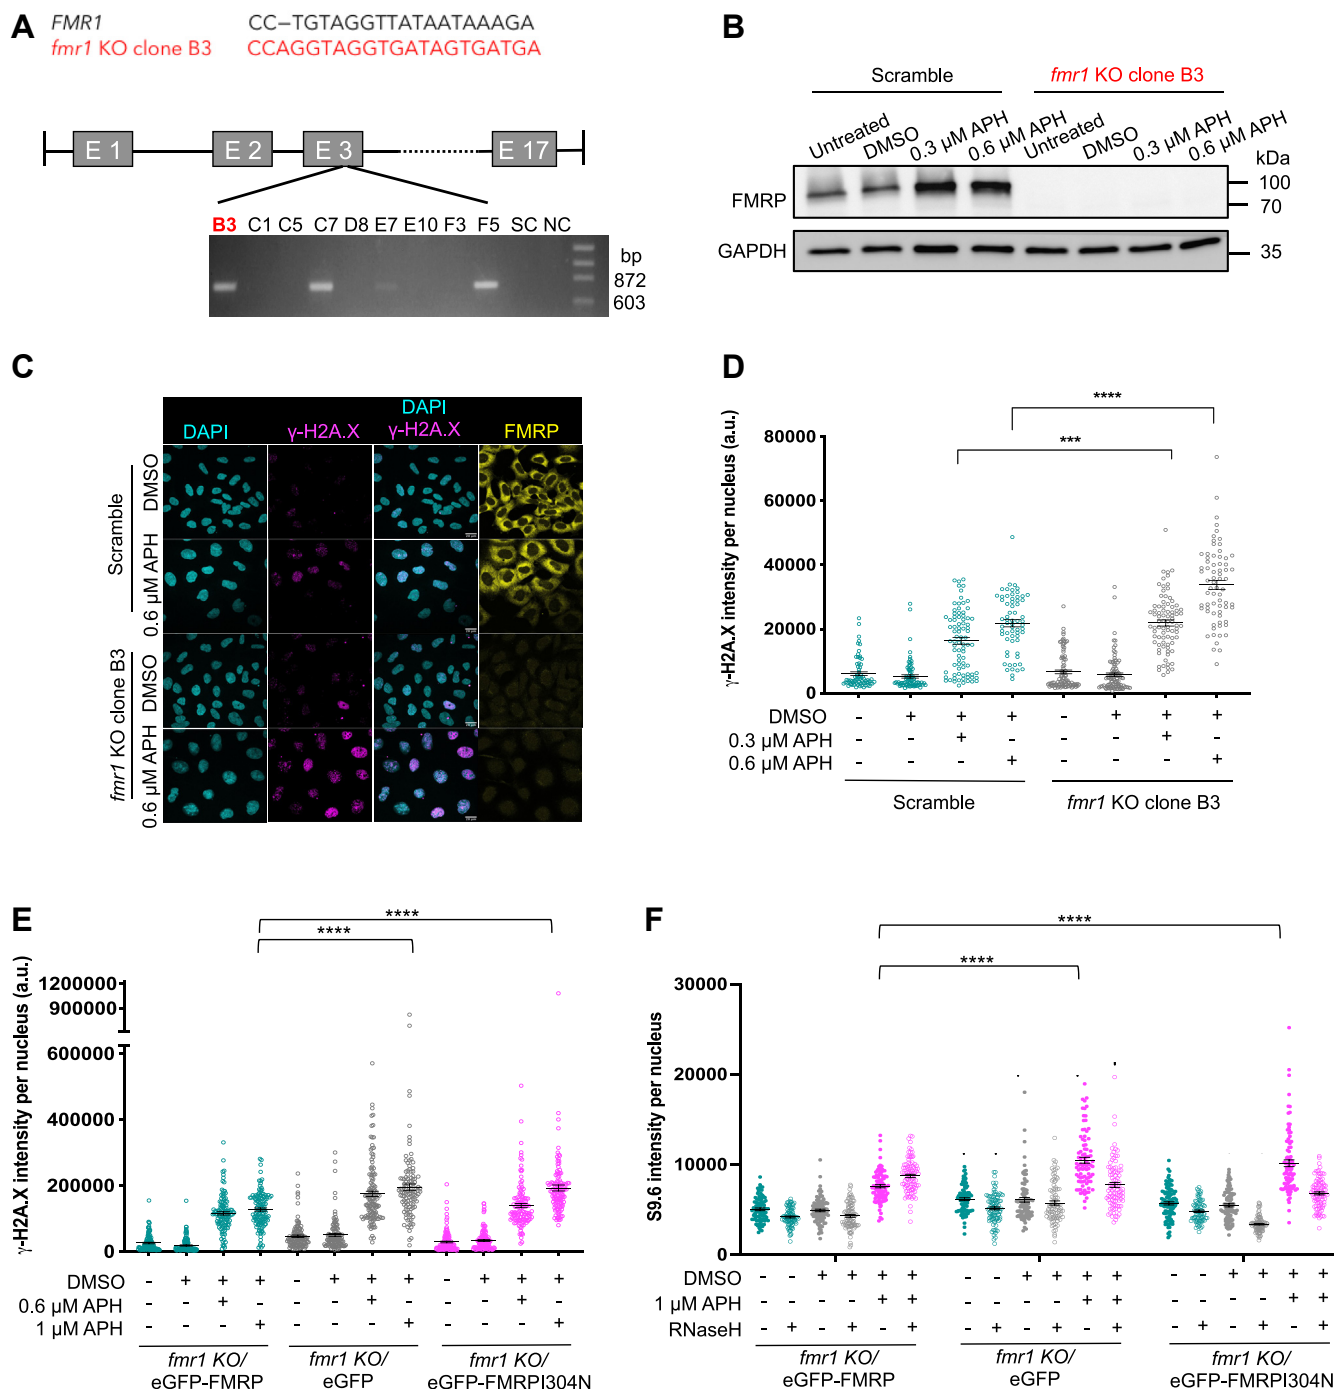 A
FMR1 CC–TGTAGGTTATAATAAAGA
fmr1 KO clone B3 CCAGGTAGGTGATAGTGATGA
E 1 E 2 E 3 E 17
B3 C1 C5 C7 D8 E7 E10 F3 F5 SC NC
bp
872
603
B
Scramble fmr1 KO clone B3
Untreated DMSO 0.3 µM APH 0.6 µM APH Untreated DMSO 0.3 µM APH 0.6 µM APH
kDa
FMRP 100
70
GAPDH 35
C
DAPI γ-H2A.X DAPI γ-H2A.X FMRP
Scramble
DMSO
0.6 µM APH
fmr1 KO clone B3
DMSO
0.6 µM APH
D
****
***
γ-H2A.X intensity per nucleus (a.u.)
80000
60000
40000
20000
0
DMSO - + + + - + + +
0.3 µM APH - - + - - - + -
0.6 µM APH - - - + - - - +
Scramble fmr1 KO clone B3
E
****
****
γ-H2A.X intensity per nucleus (a.u.)
1200000
900000
600000
400000
200000
0
DMSO - + + + - + + + - + + +
0.6 µM APH - - + - - - + - - - + -
1 µM APH - - - + - - - + - - - +
fmr1 KO/ fmr1 KO/ fmr1 KO/
eGFP-FMRP eGFP eGFP-FMRPI304N
F
****
****
S9.6 intensity per nucleus
30000
20000
10000
0
DMSO - - + + + + - - + + + + - - + + + +
1 µM APH - - - - + + - - - - + + - - - - + +
RNaseH - + - + - + - + - + - + - + - + - +
fmr1 KO/ fmr1 KO/ fmr1 KO/
eGFP-FMRP eGFP eGFP-FMRPI304N